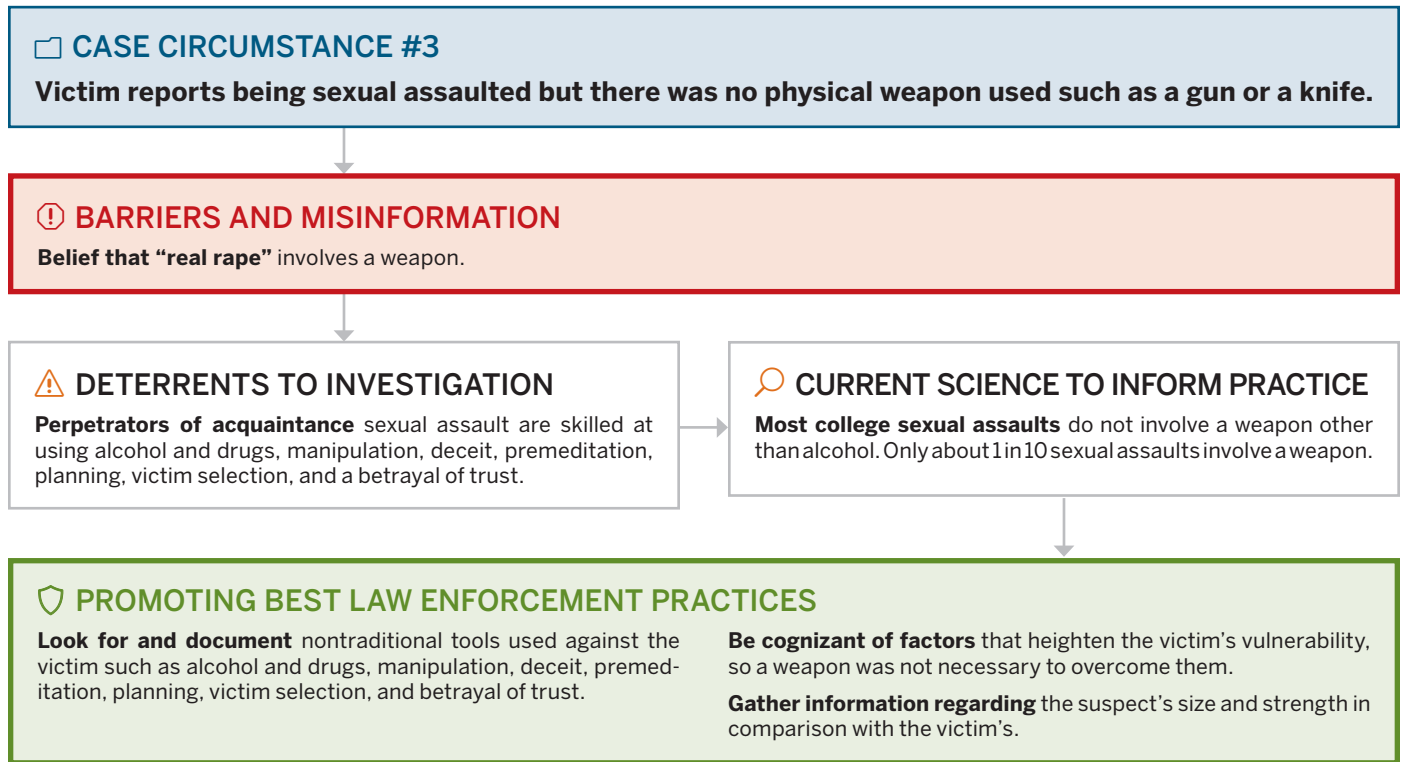 CASE CIRCUMSTANCE #3
Victim reports being sexual assaulted but there was no physical weapon used such as a gun or a knife.
BARRIERS AND MISINFORMATION
Belief that “real rape” involves a weapon.
DETERRENTS TO INVESTIGATION
Perpetrators of acquaintance sexual assault are skilled at
using alcohol and drugs, manipulation, deceit, premeditation,
planning, victim selection, and a betrayal of trust.
CURRENT SCIENCE TO INFORM PRACTICE
Most college sexual assaults do not involve a weapon other
than alcohol. Only about 1 in 10 sexual assaults involve a weapon.
PROMOTING BEST LAW ENFORCEMENT PRACTICES
Look for and document nontraditional tools used against the
victim such as alcohol and drugs, manipulation, deceit, premed-
itation, planning, victim selection, and betrayal of trust.
Be cognizant of factors that heighten the victim’s vulnerability,
so a weapon was not necessary to overcome them.
Gather information regarding the suspect’s size and strength in
comparison with the victim’s.